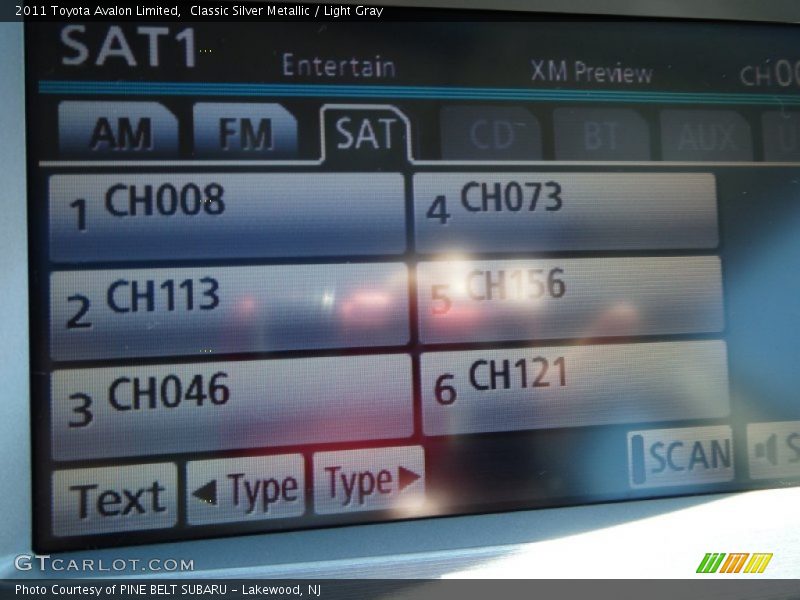 2011 Toyota Avalon Limited,  Classic Silver Metallic / Light Gray
SAT1
Entertain
XM Preview
AM FM SAT CD BT AUX
1 CH008
4 CH073
2 CH113
5 CH156
3 CH046
6 CH121
Text
Type
Type
SCAN
GTCARLOT.COM
Photo Courtesy of PINE BELT SUBARU - Lakewood, NJ